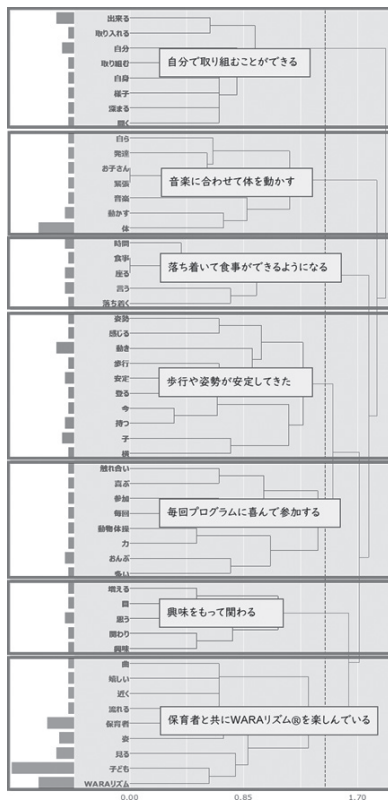 出来る
取り入れる
自分
取り組む
自身
様子
深まる
聞く
自分で取り組むことができる
自ら
発達
お子さん
緊張
音楽
動かす
体
音楽に合わせて体を動かす
時間
食事
座る
言う
落ち着く
落ち着いて食事ができるようになる
姿勢
感じる
動き
歩行
安定
登る
今
持つ
子
歩行や姿勢が安定してきた
触れ合い
喜ぶ
参加
毎回
動物体操
力
おんぶ
多い
毎回プログラムに喜んで参加する
増える
目
思う
関わり
興味
興味をもって関わる
曲
嬉しい
近く
流れる
保育者
姿
見る
子ども
WARAリズム
保育者と共にWARAリズム®を楽しんでいる
0.00 0.85 1.70